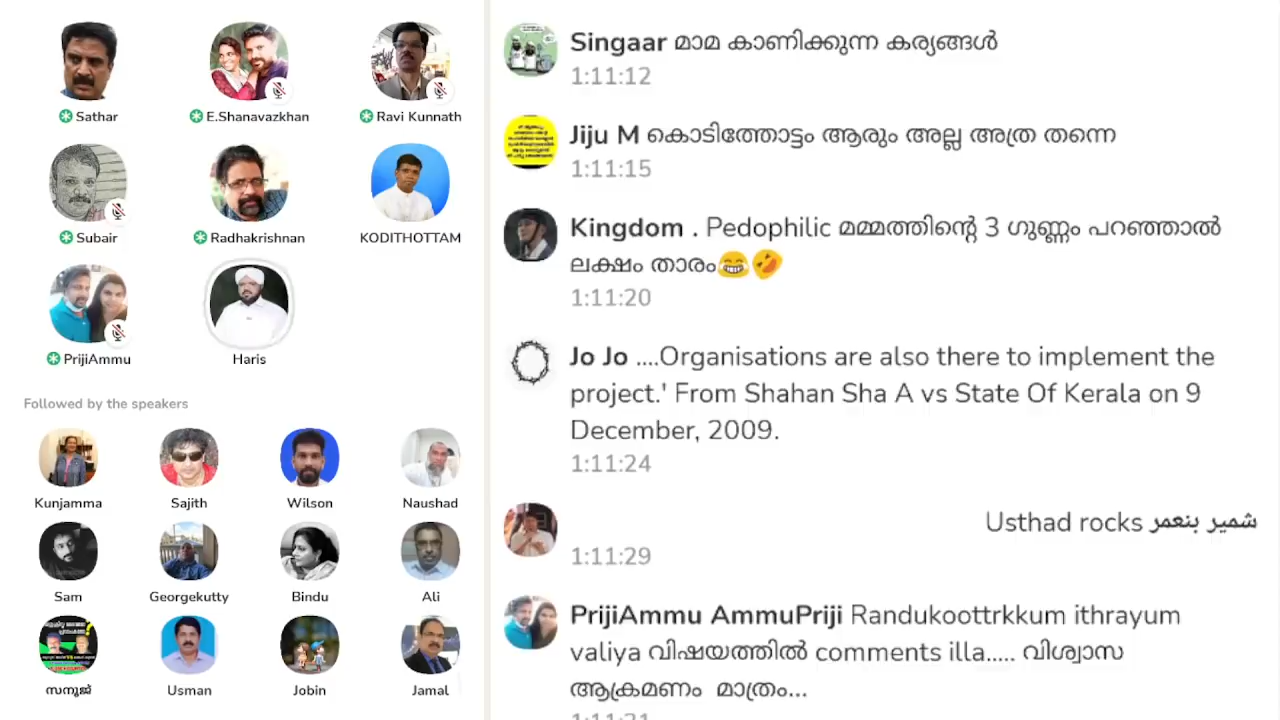 Sathar
E.Shanavazkhan
Ravi Kunnath
Subair
Radhakrishnan
KODITHOTTAM
PrijiAmmu
Haris
Followed by the speakers
Kunjamma
Sajith
Wilson
Naushad
Sam
Georgekutty
Bindu
Ali
സനൂജ്
Usman
Jobin
Jamal
Singaar മാമ കാണിക്കുന്ന കര്യങ്ങൾ
1:11:12
Jiju M കൊടിത്തോട്ടം ആരും അല്ല അത്ര തന്നെ
1:11:15
Kingdom . Pedophilic മമ്മത്തിന്റെ 3 ഗുണ്ണം പറഞ്ഞാൽ
ലക്ഷം താരം😂🤣
1:11:20
Jo Jo ....Organisations are also there to implement the
project.' From Shahan Sha A vs State Of Kerala on 9
December, 2009.
1:11:24
Usthad rocks شمیر بنعمر
1:11:29
PrijiAmmu AmmuPriji Randukoottrkkum ithrayum
valiya വിഷയത്തിൽ comments illa..... വിശ്വാസ
ആക്രമണം മാത്രം...
1:11:31